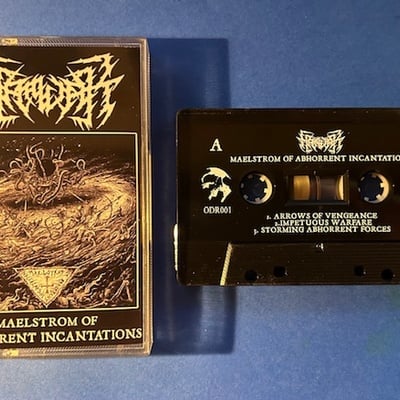 MAELSTROM OF
RRENT INCANTATIONS
A
MAELSTROM OF ABHORRENT INCANTATIO
ODR001
1. ARROWS OF VENGEANCE
2.IMPETUOUS WARFARE
3. STORMING ABHORRENT FORCES